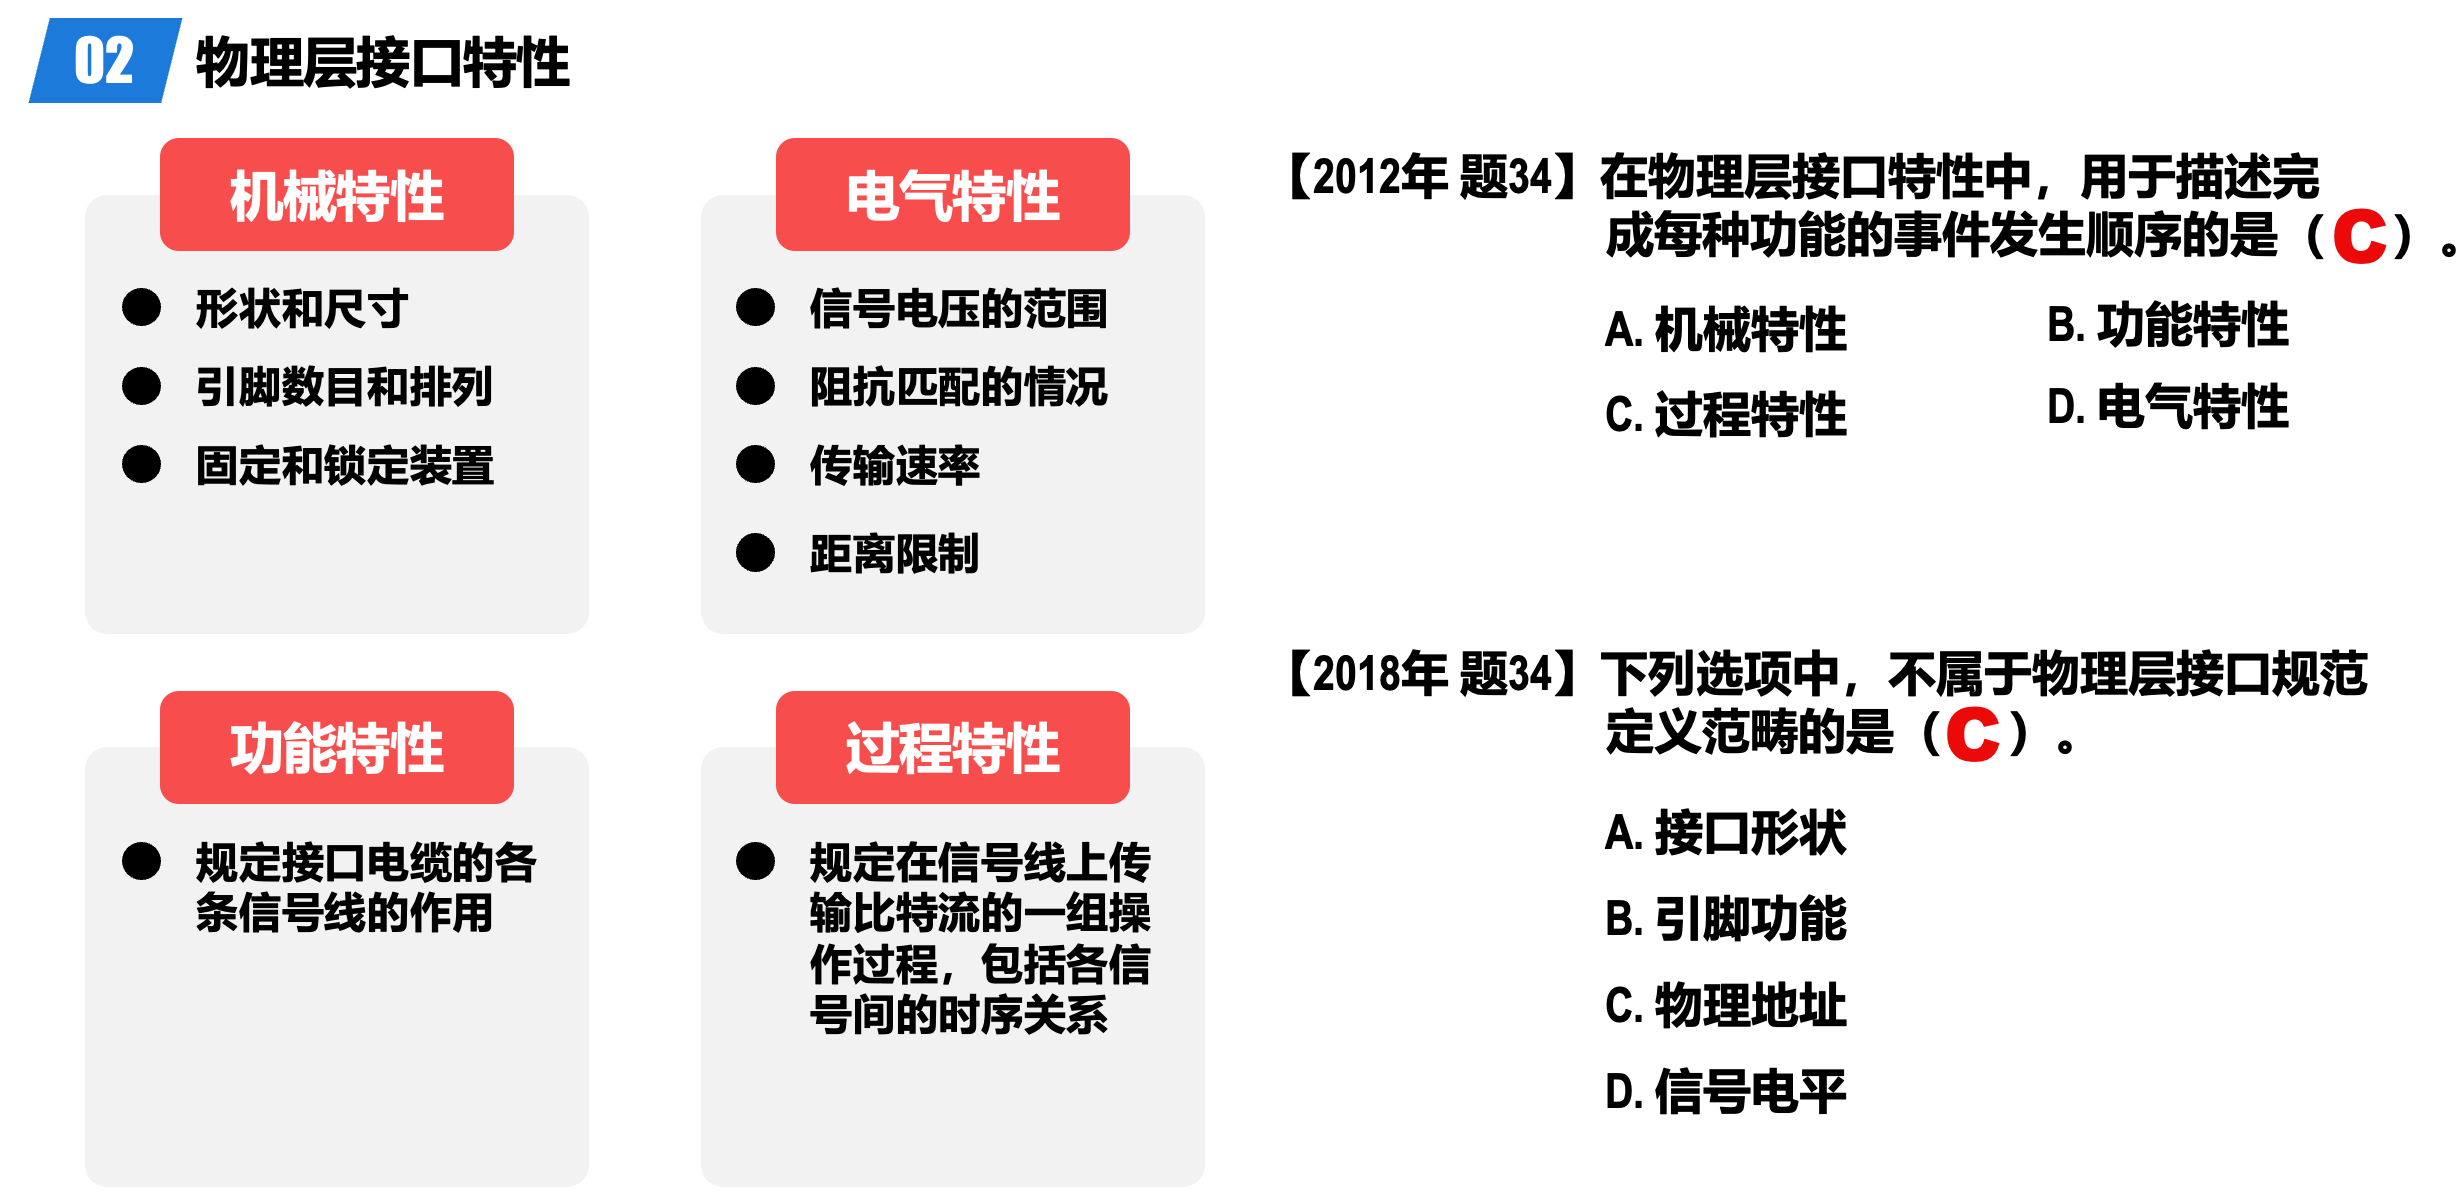 02 物理层接口特性
机械特性
形状和尺寸
引脚数目和排列
固定和锁定装置
电气特性
信号电压的范围
阻抗匹配的情况
传输速率
距离限制
功能特性
规定接口电缆的各
条信号线的作用
过程特性
规定在信号线上传
输比特流的一组操
作过程，包括各信
号间的时序关系
【2012年 题34】在物理层接口特性中，用于描述完
成每种功能的事件发生顺序的是（C）。
A. 机械特性
B. 功能特性
C. 过程特性
D. 电气特性
【2018年 题34】下列选项中，不属于物理层接口规范
定义范畴的是（C）。
A. 接口形状
B. 引脚功能
C. 物理地址
D. 信号电平